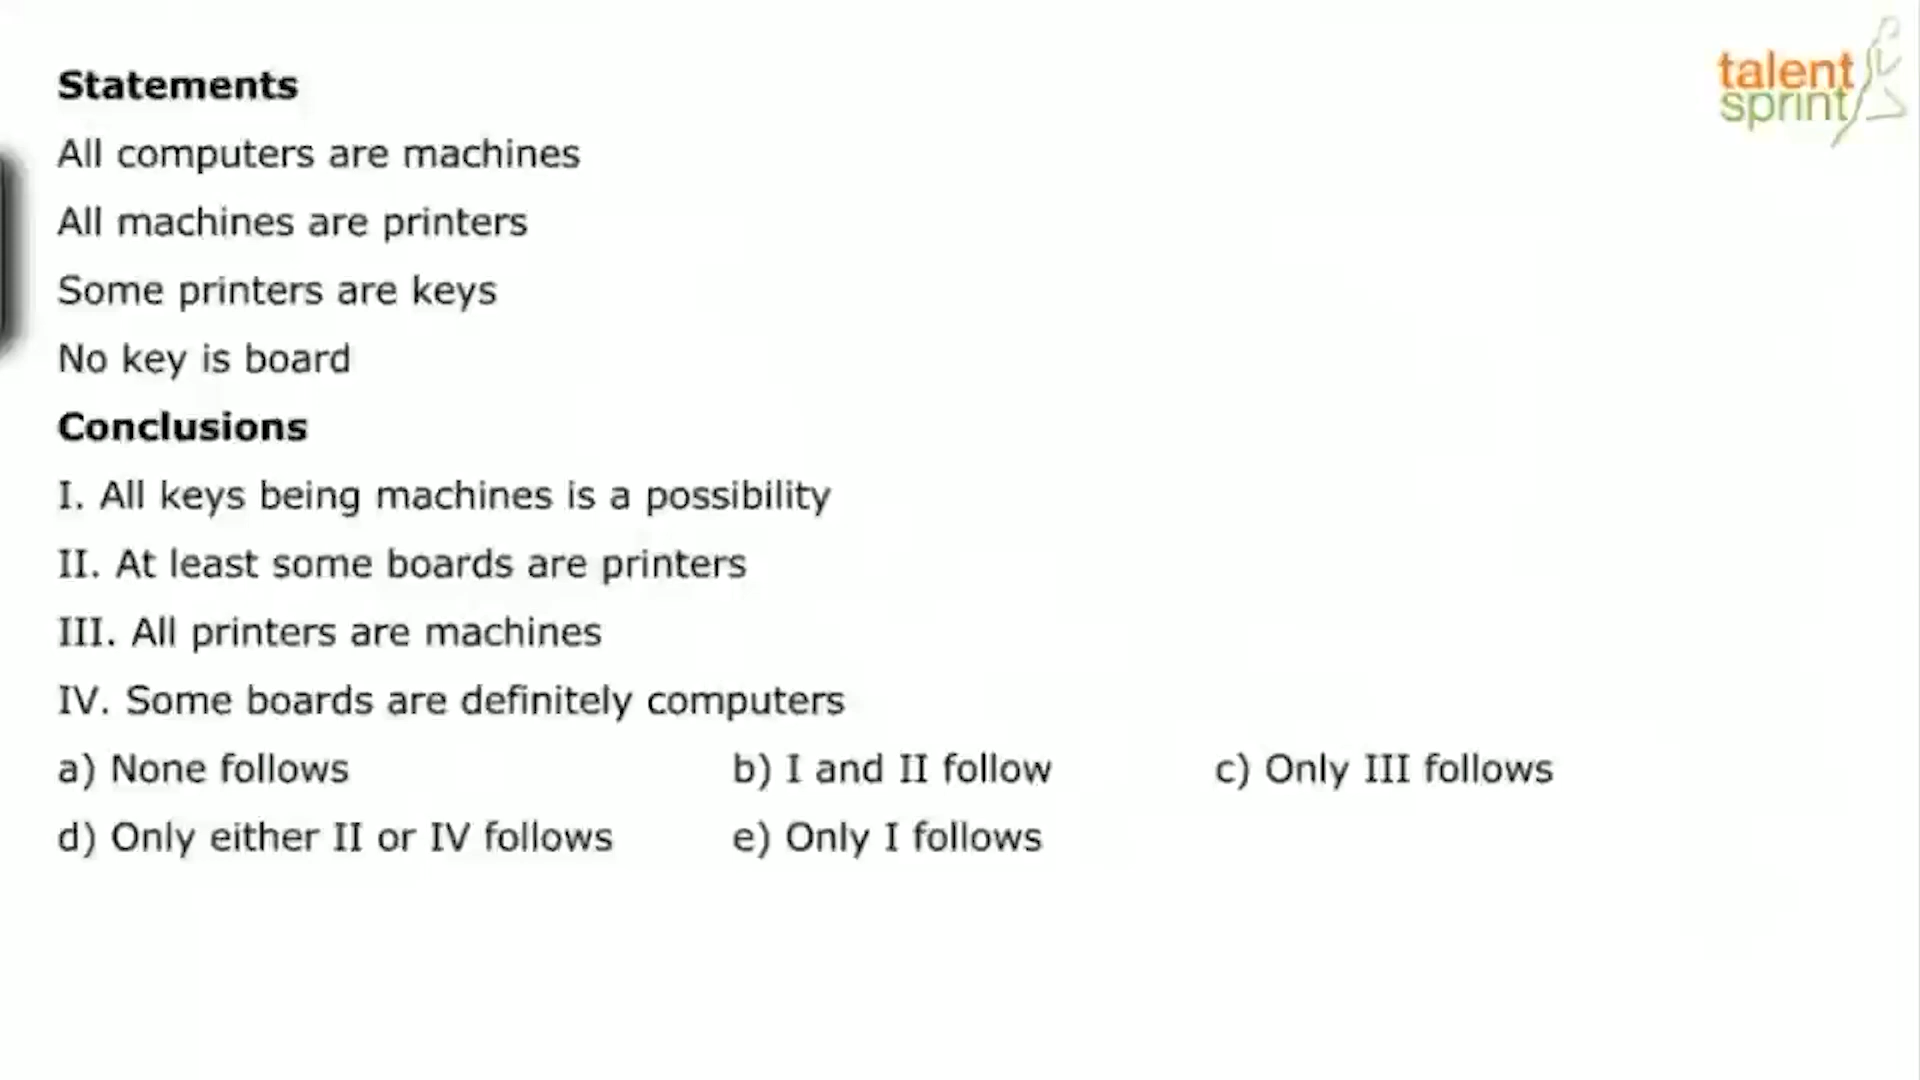 talent
sprint
Statements
All computers are machines
All machines are printers
Some printers are keys
No key is board
Conclusions
I. All keys being machines is a possibility
II. At least some boards are printers
III. All printers are machines
IV. Some boards are definitely computers
a) None follows b) I and II follow c) Only III follows
d) Only either II or IV follows e) Only I follows